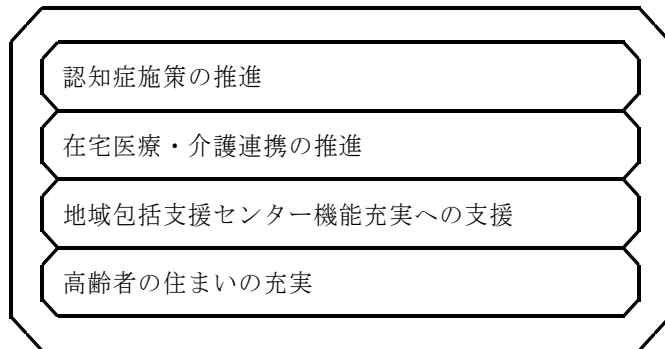 認知症施策の推進
在宅医療・介護連携の推進
地域包括支援センター機能充実への支援
高齢者の住まいの充実